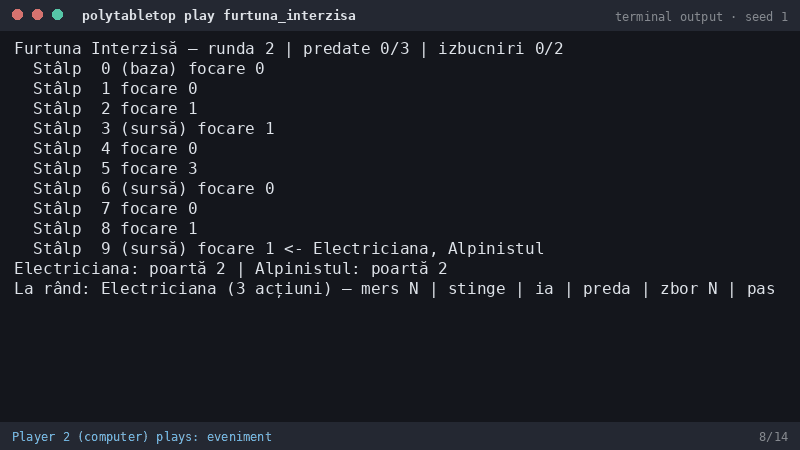 polytabletop play furtuna_interzisa
terminal output · seed 1
Furtuna Interzisă — runda 2 | predate 0/3 | izbucniri 0/2
Stâlp  0 (baza) focare 0
Stâlp  1 focare 0
Stâlp  2 focare 1
Stâlp  3 (sursă) focare 1
Stâlp  4 focare 0
Stâlp  5 focare 3
Stâlp  6 (sursă) focare 0
Stâlp  7 focare 0
Stâlp  8 focare 1
Stâlp  9 (sursă) focare 1 <- Electriciana, Alpinistul
Electriciana: poartă 2 | Alpinistul: poartă 2
La rând: Electriciana (3 acțiuni) — mers N | stinge | ia | preda | zbor N | pas
Player 2 (computer) plays: eveniment
8/14